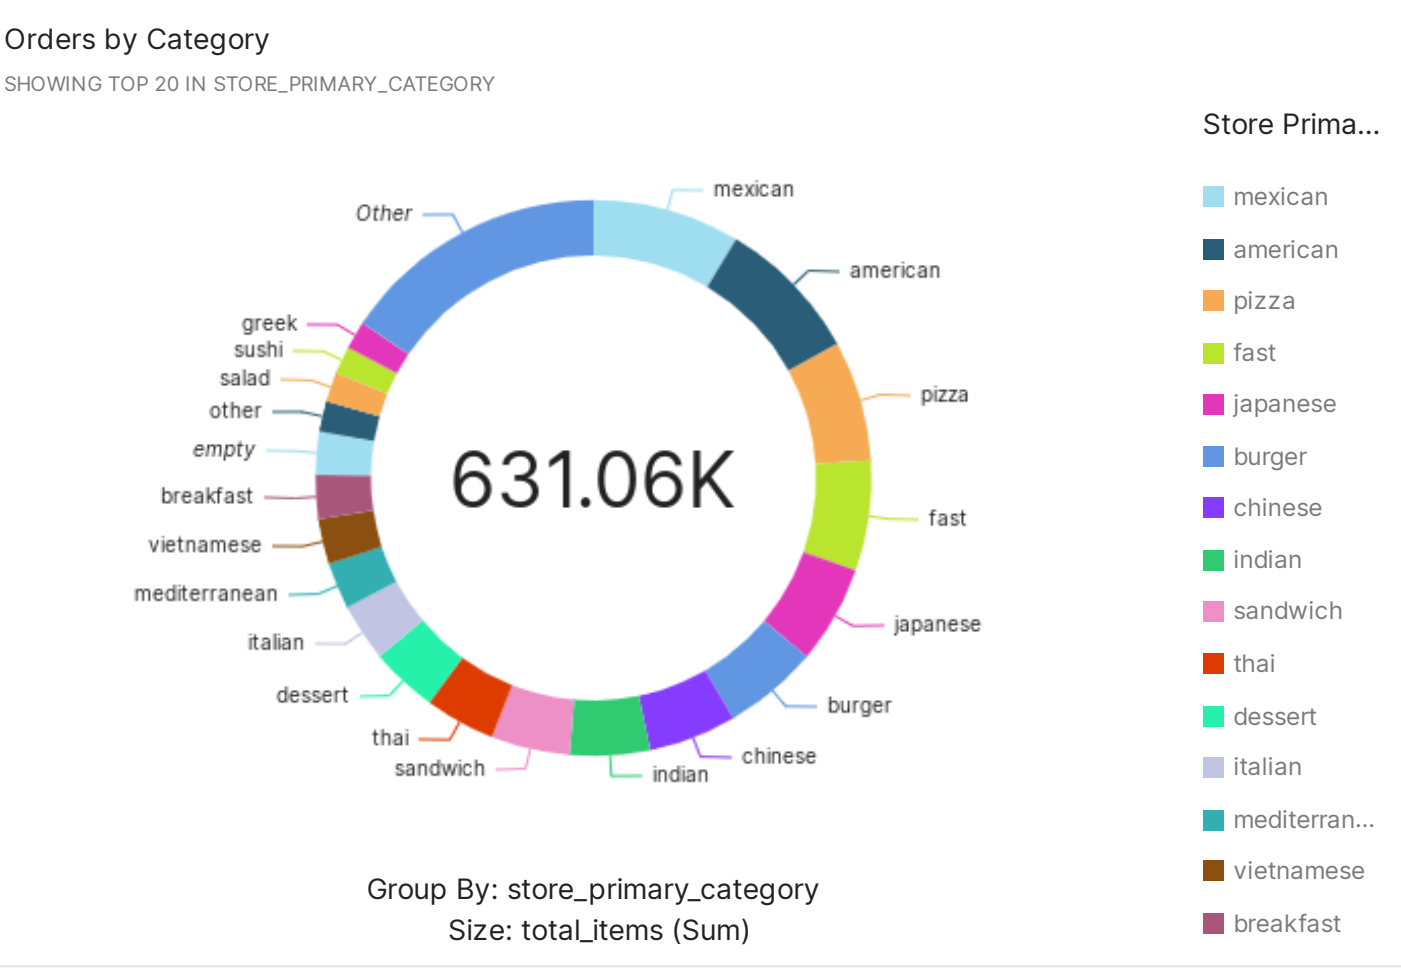 Orders by Category
SHOWING TOP 20 IN STORE_PRIMARY_CATEGORY
Store Prima...
mexican
american
pizza
fast
japanese
burger
chinese
indian
sandwich
thai
dessert
italian
mediterranean
vietnamese
breakfast
empty
other
salad
sushi
greek
Other
631.06K
mexican
american
pizza
fast
japanese
burger
chinese
indian
sandwich
thai
dessert
italian
mediterran...
vietnamese
breakfast
Group By: store_primary_category
Size: total_items (Sum)